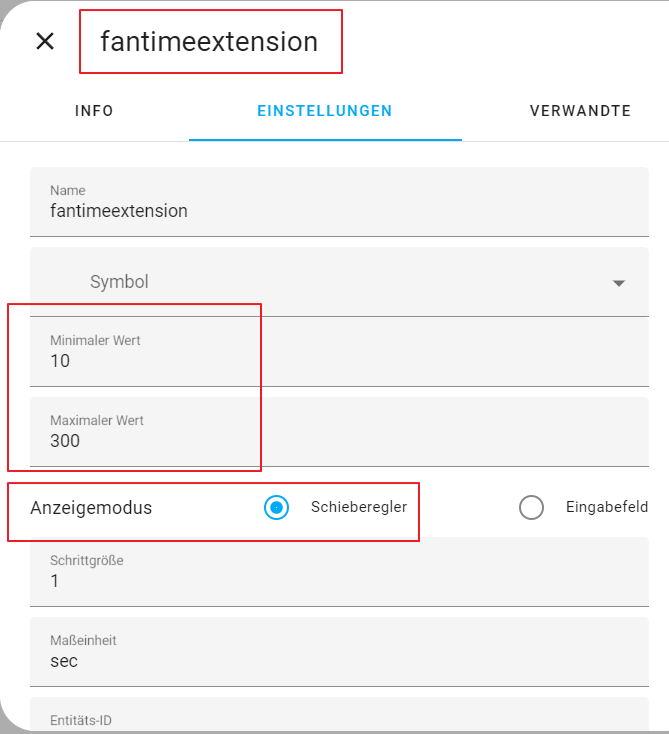 fantimeextension
INFO EINSTELLUNGEN VERWANDTE
Name
fantimeextension
Symbol
Minimaler Wert
10
Maximaler Wert
300
Anzeigemodus Schieberegler Eingabefeld
Schrittgröße
1
Maßeinheit
sec
Entitäts-ID